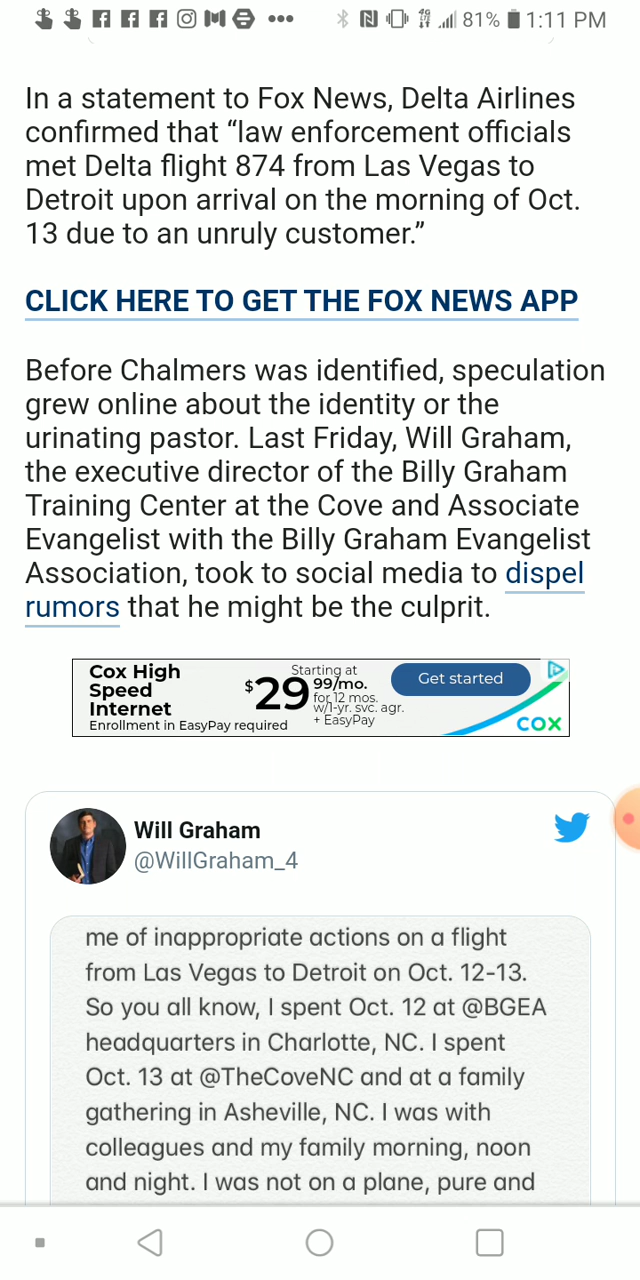 81% 1:11 PM
In a statement to Fox News, Delta Airlines
confirmed that “law enforcement officials
met Delta flight 874 from Las Vegas to
Detroit upon arrival on the morning of Oct.
13 due to an unruly customer.”
CLICK HERE TO GET THE FOX NEWS APP
Before Chalmers was identified, speculation
grew online about the identity or the
urinating pastor. Last Friday, Will Graham,
the executive director of the Billy Graham
Training Center at the Cove and Associate
Evangelist with the Billy Graham Evangelist
Association, took to social media to dispel
rumors that he might be the culprit.
Cox High
Speed
Internet
Enrollment in EasyPay required
Starting at
$29 99/mo.
for 12 mos.
w/1-yr. svc. agr.
+ EasyPay
Get started
COX
Will Graham
@WillGraham_4
me of inappropriate actions on a flight
from Las Vegas to Detroit on Oct. 12-13.
So you all know, I spent Oct. 12 at @BGEA
headquarters in Charlotte, NC. I spent
Oct. 13 at @TheCoveNC and at a family
gathering in Asheville, NC. I was with
colleagues and my family morning, noon
and night. I was not on a plane, pure and